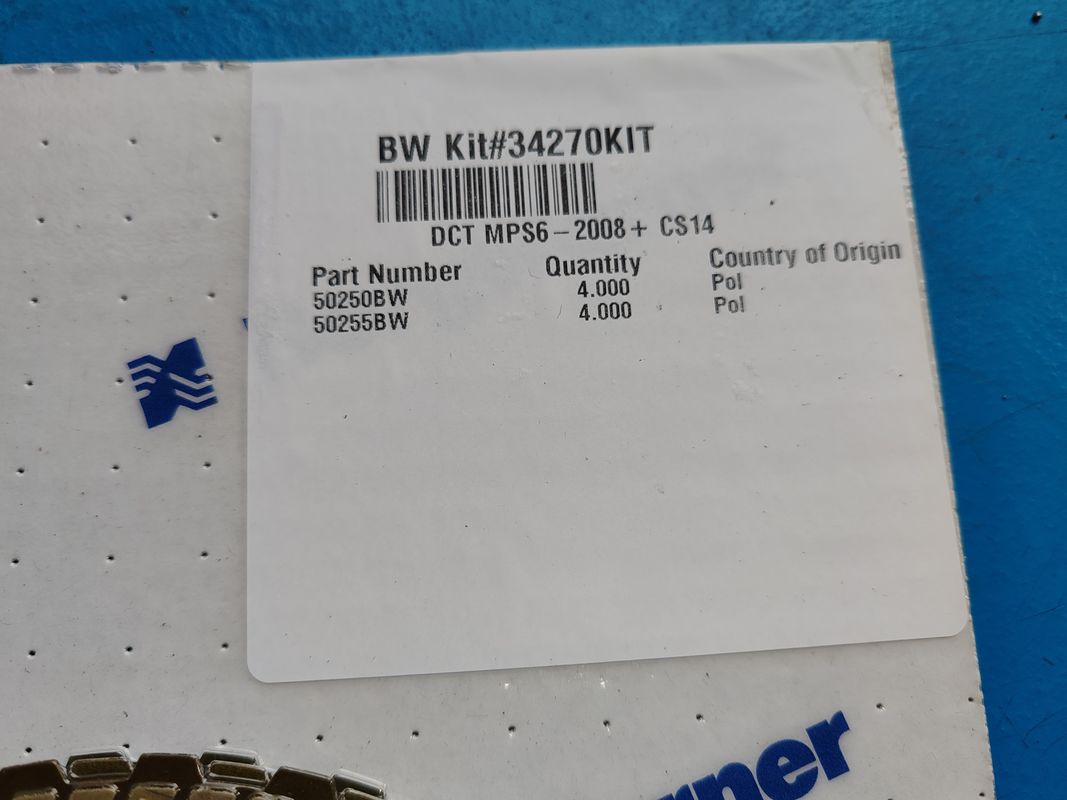 BW Kit#34270KIT
DCT MPS6-2008+ CS14
Part Number Quantity Country of Origin
50250BW 4.000 Pol
50255BW 4.000 Pol